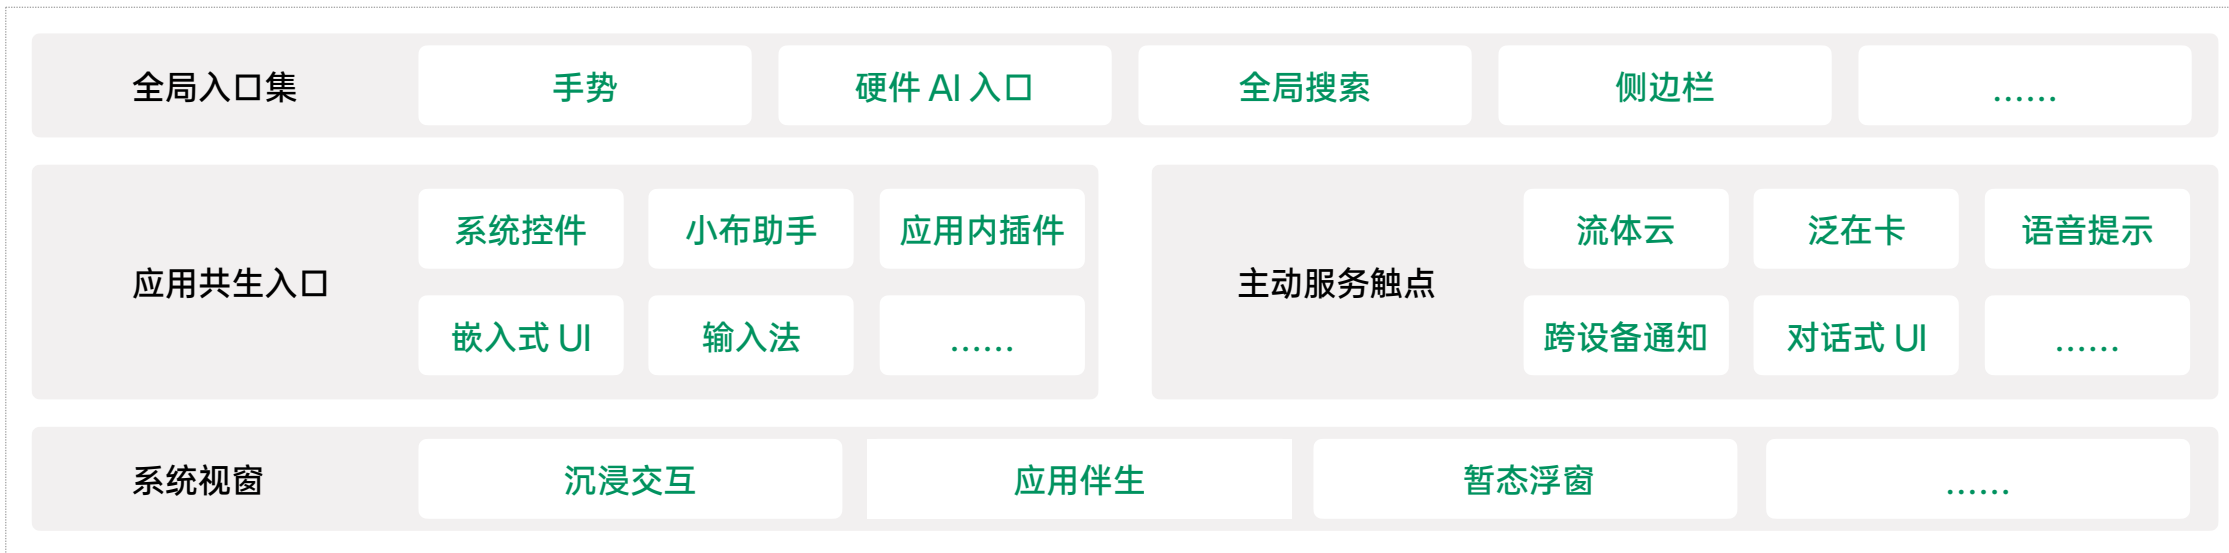 全局入口集 手势 硬件 AI 入口 全局搜索 侧边栏 ......
应用共生入口
系统控件 小布助手 应用内插件
嵌入式 UI 输入法 ......
主动服务触点
流体云 泛在卡 语音提示
跨设备通知 对话式 UI ......
系统视窗 沉浸交互 应用伴生 暂态浮窗 ......